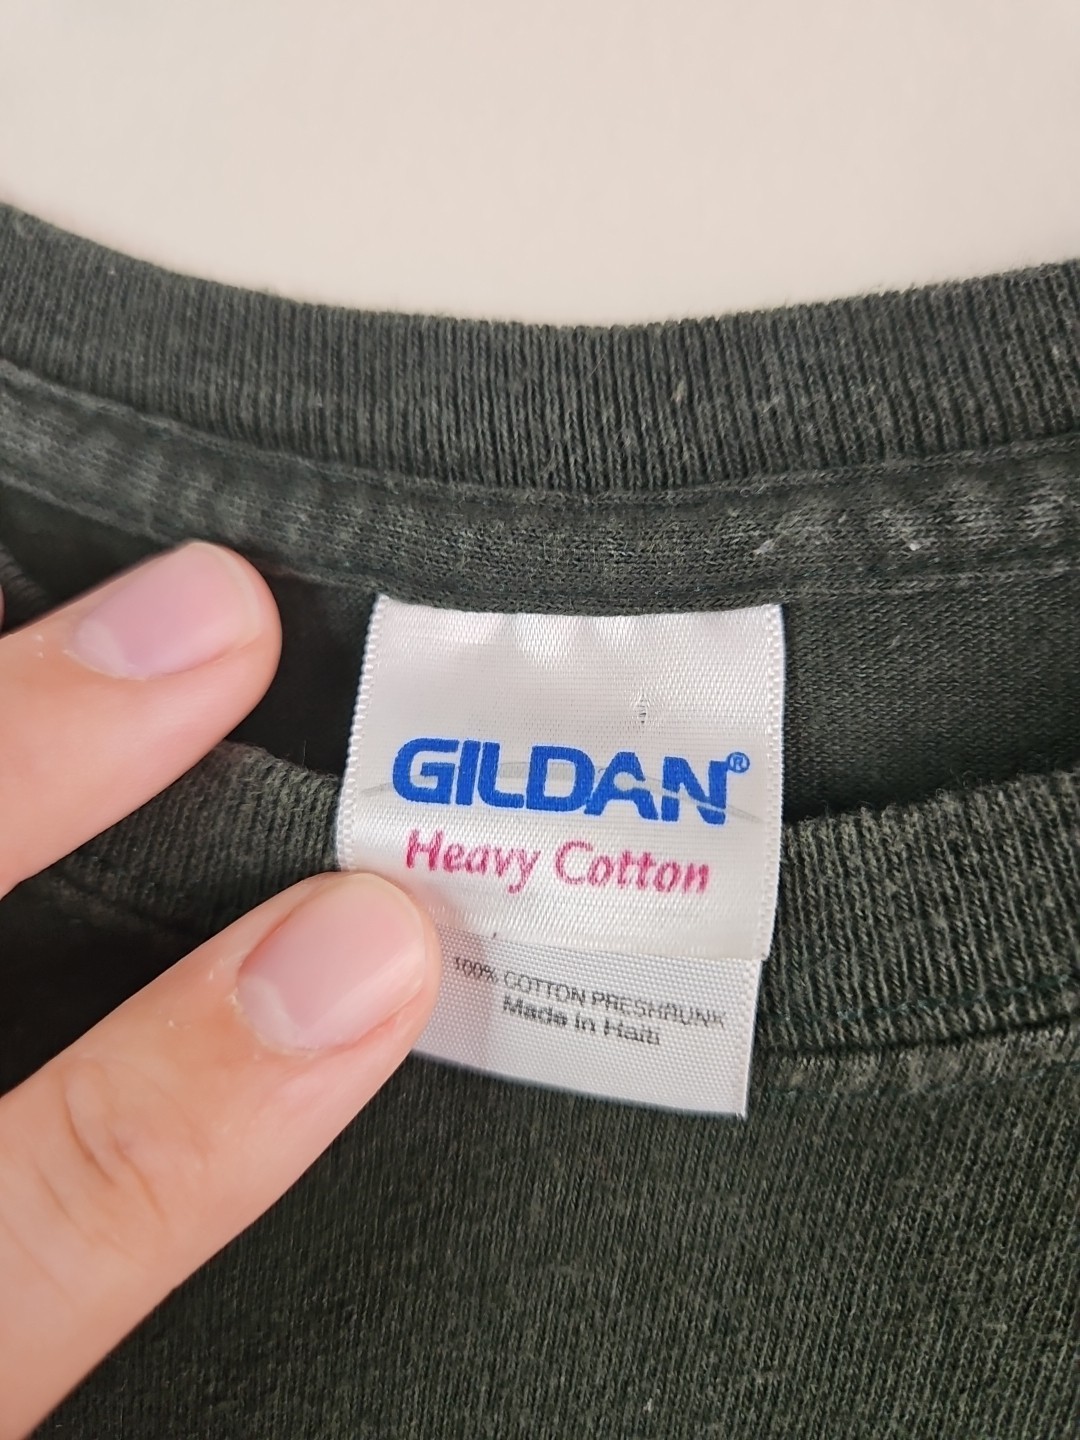 GILDAN®
Heavy Cotton
100% COTTON PRESHRUNK
Made in Haiti